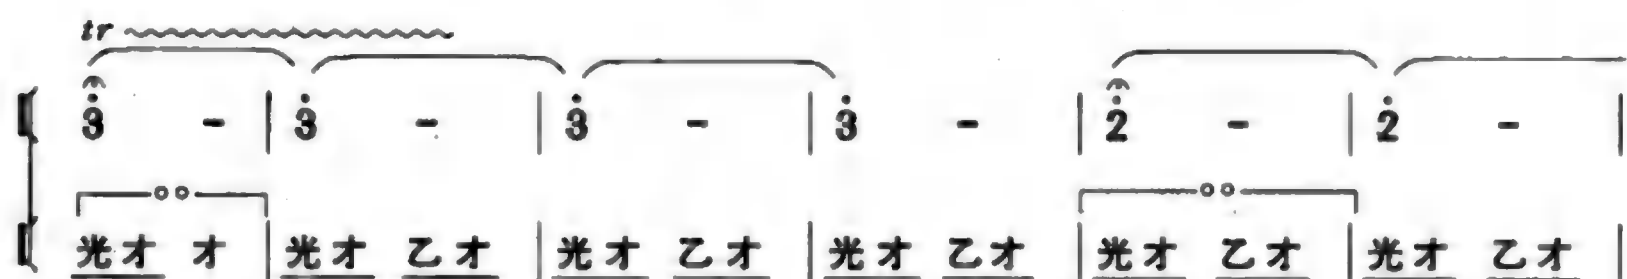 tr
3 - | 3 - | 3 - | 3 - | 2 - | 2 - |
光才 才 | 光才 乙才 | 光才 乙才 | 光才 乙才 | 光才 乙才 | 光才 乙才 |